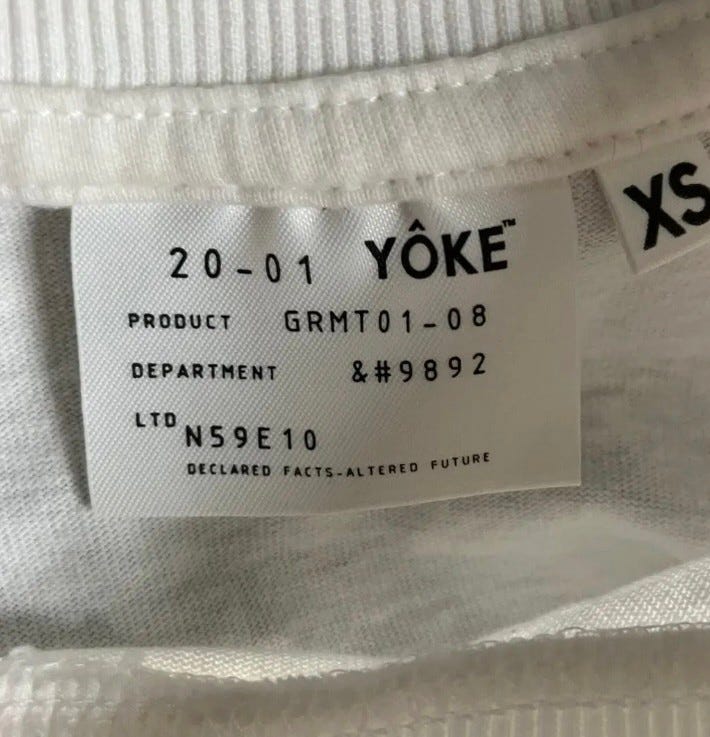 20-01 YÔKE™
XS
PRODUCT GRMT01-08
DEPARTMENT &#9892
LTD N59E10
DECLARED FACTS-ALTERED FUTURE